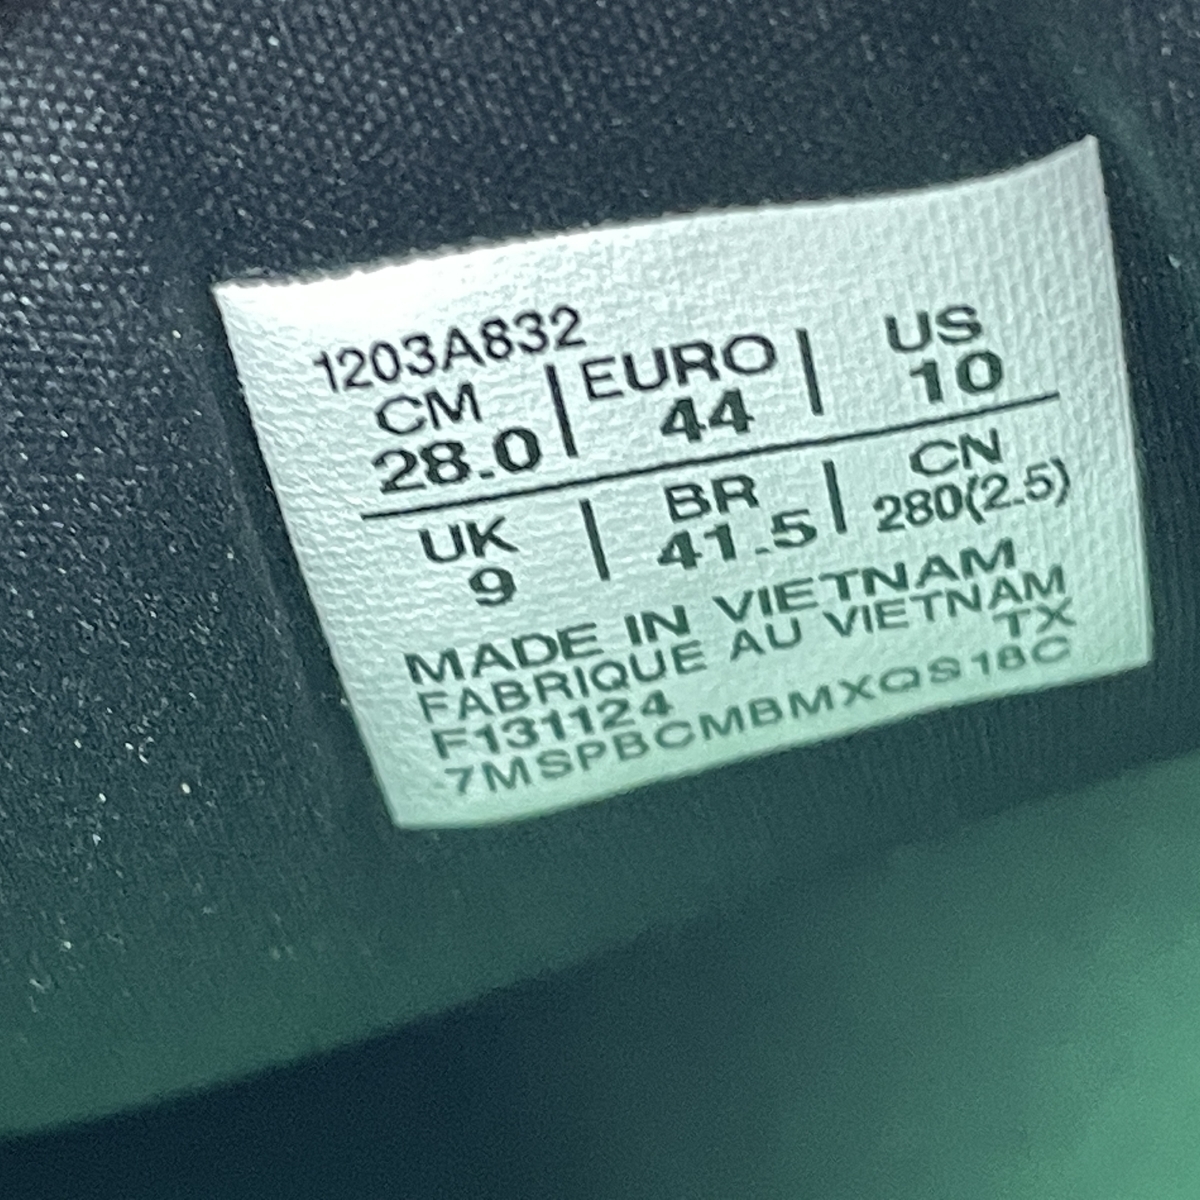 1203A832
CM | EURO | US
28.0 | 44 | 10
UK | BR | CN
9 | 41.5 | 280(2.5)
MADE IN VIETNAM
FABRIQUE AU VIETNAM
F131124 TX
7MSPBCMBMXQS18C